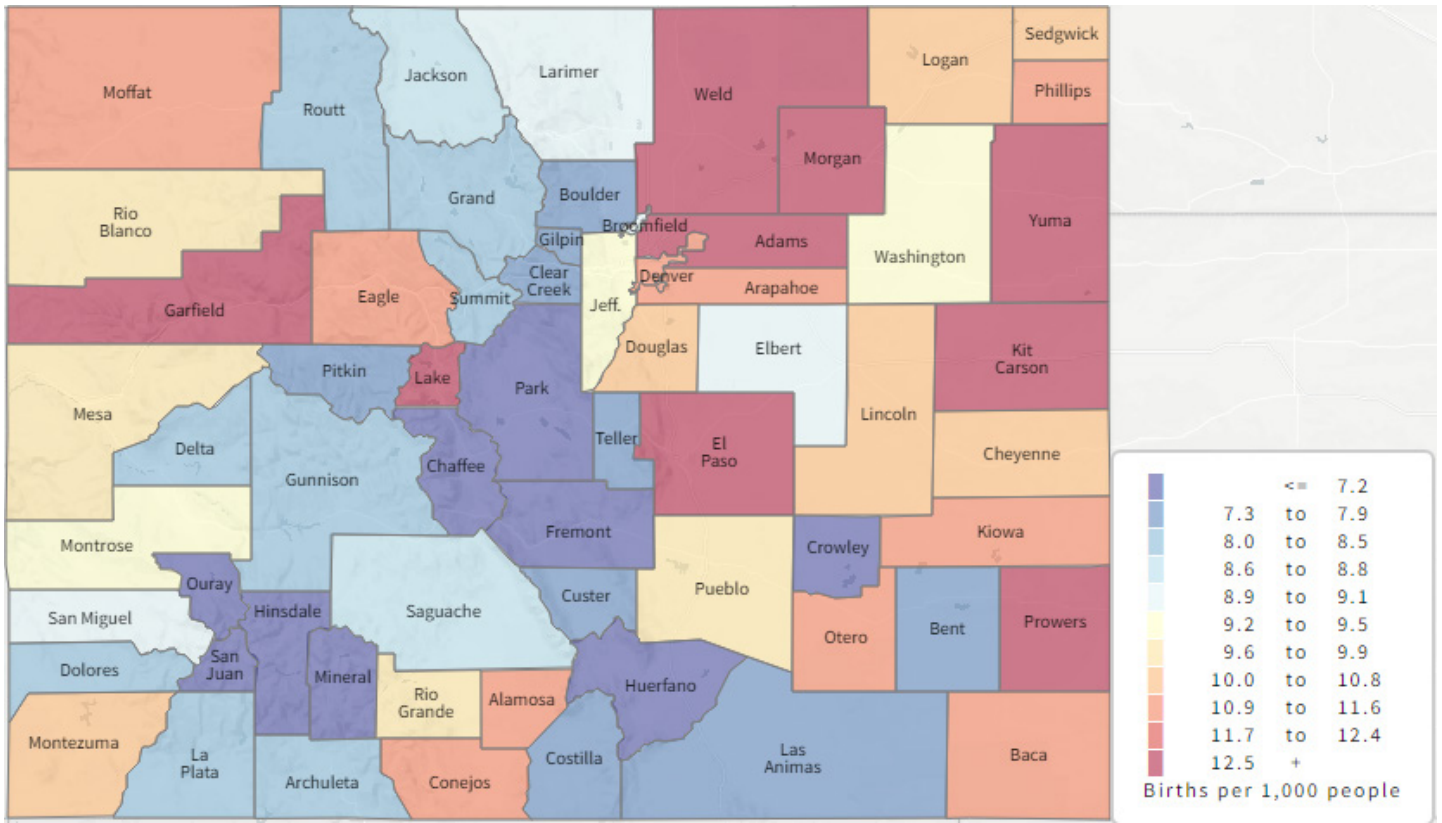 Moffat
Routt
Jackson
Larimer
Weld
Logan
Sedgwick
Phillips
Morgan
Rio
Blanco
Grand
Boulder
Gilpin
Broomfield
Adams
Washington
Yuma
Garfield
Eagle
Summit
Clear
Creek
Jeff.
Denver
Arapahoe
Mesa
Pitkin
Lake
Park
Douglas
Elbert
Lincoln
Kit
Carson
Delta
Gunnison
Chaffee
Teller
El
Paso
Cheyenne
Montrose
Fremont
Crowley
Kiowa
Ouray
Hinsdale
San Miguel
Saguache
Custer
Pueblo
Otero
Bent
Prowers
Dolores
San
Juan
Mineral
Rio
Grande
Alamosa
Huerfano
Montezuma
La
Plata
Archuleta
Conejos
Costilla
Las
Animas
Baca
<= 7.2
7.3 to 7.9
8.0 to 8.5
8.6 to 8.8
8.9 to 9.1
9.2 to 9.5
9.6 to 9.9
10.0 to 10.8
10.9 to 11.6
11.7 to 12.4
12.5 +
Births per 1,000 people